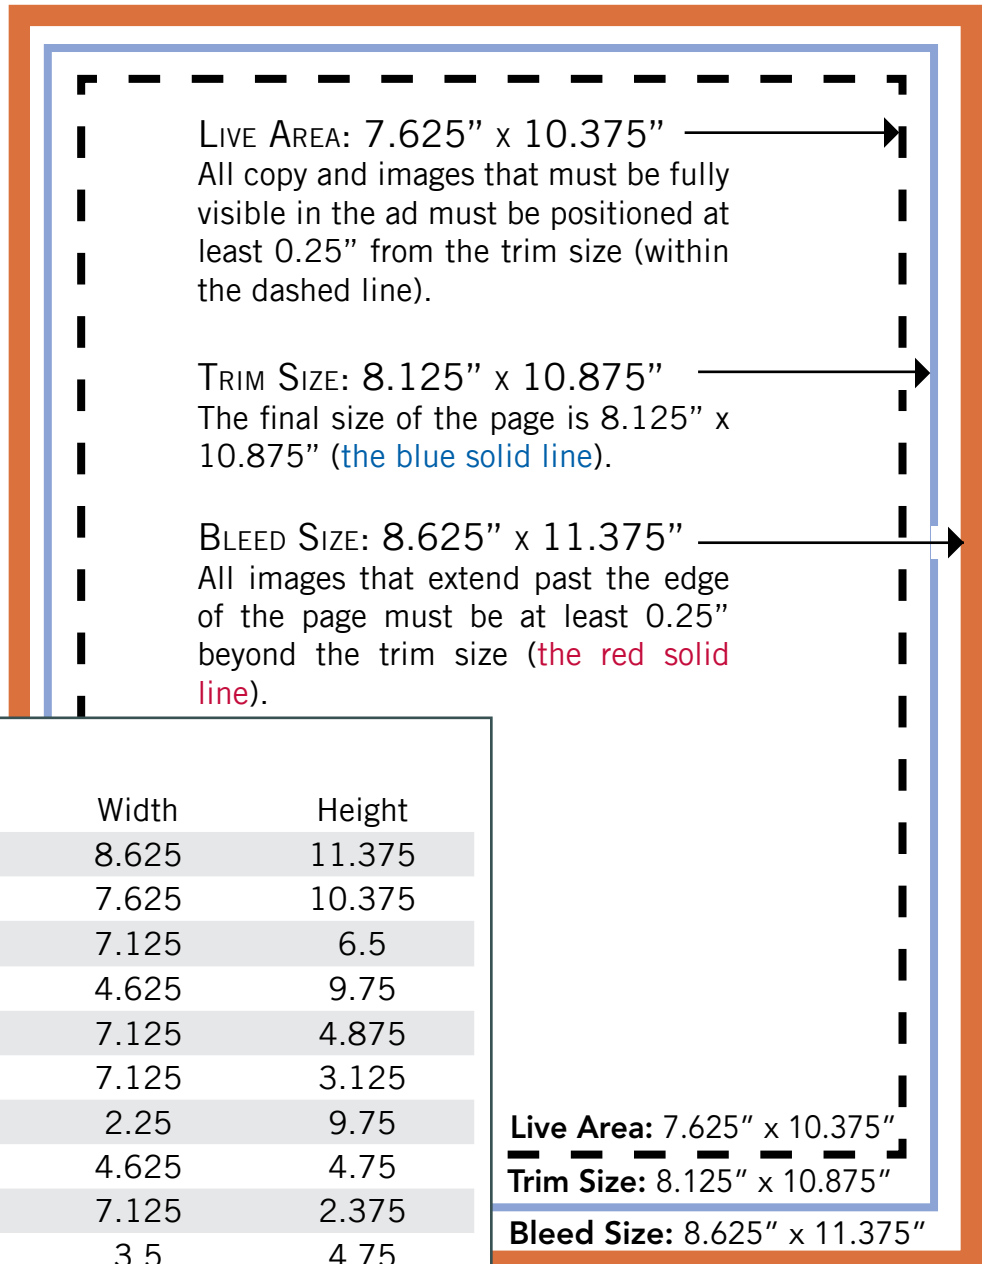 LIVE AREA: 7.625” x 10.375”
All copy and images that must be fully
visible in the ad must be positioned at
least 0.25” from the trim size (within
the dashed line).
TRIM SIZE: 8.125” x 10.875”
The final size of the page is 8.125” x
10.875” (the blue solid line).
BLEED SIZE: 8.625” x 11.375”
All images that extend past the edge
of the page must be at least 0.25”
beyond the trim size (the red solid
line).
Width Height
8.625 11.375
7.625 10.375
7.125 6.5
4.625 9.75
7.125 4.875
7.125 3.125
2.25 9.75
4.625 4.75
7.125 2.375
3.5 4.75
Live Area: 7.625” x 10.375”
Trim Size: 8.125” x 10.875”
Bleed Size: 8.625” x 11.375”